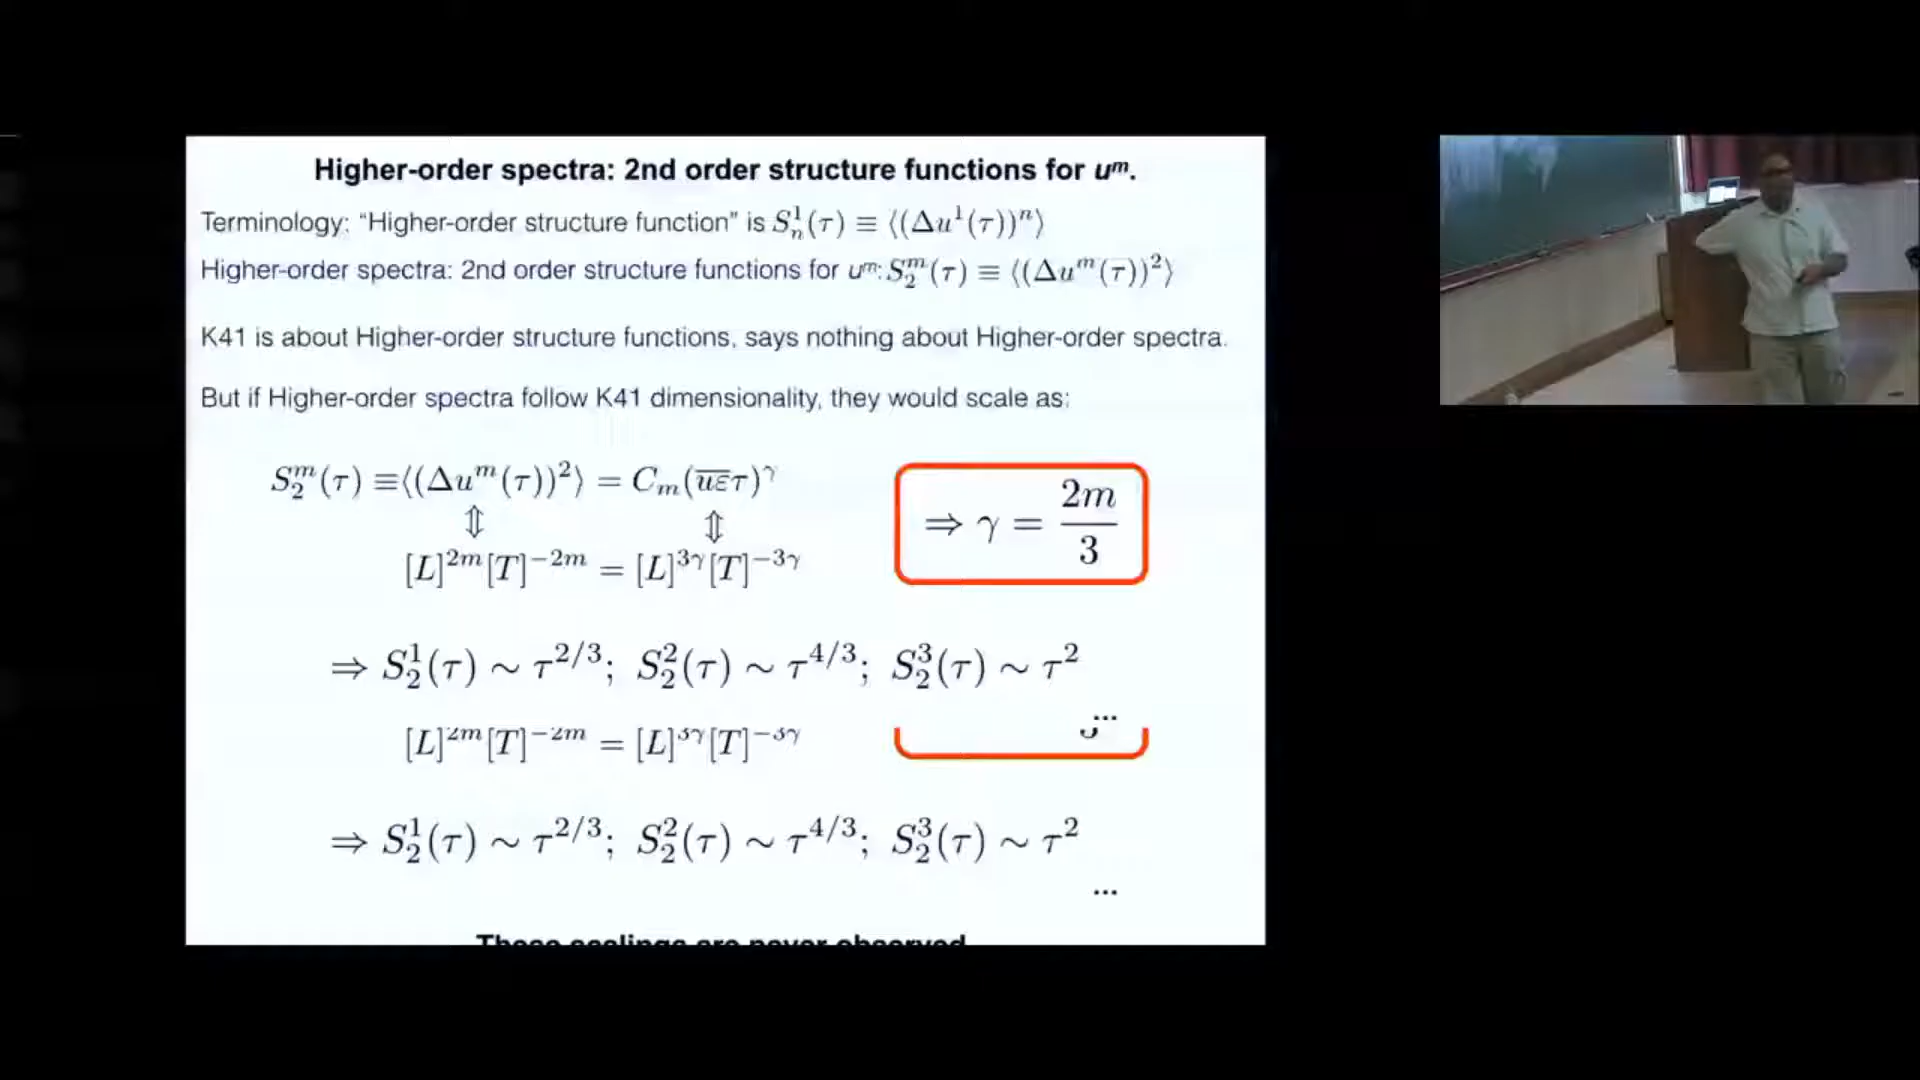 Higher-order spectra: 2nd order structure functions for uᵐ.
Terminology: “Higher-order structure function” is S_n^1(τ) ≡ ⟨(Δu^1(τ))^n⟩
Higher-order spectra: 2nd order structure functions for uᵐ: S_2^m(τ) ≡ ⟨(Δu^m(τ))^2⟩
K41 is about Higher-order structure functions, says nothing about Higher-order spectra.
But if Higher-order spectra follow K41 dimensionality, they would scale as:
S_2^m(τ) ≡⟨(Δu^m(τ))^2⟩ = C_m(\overline{uε}τ)^γ
⇕ ⇕
⇒ γ = 2m/3
[L]^{2m}[T]^{−2m} = [L]^{3γ}[T]^{−3γ}
⇒ S_2^1(τ) ∼ τ^{2/3}; S_2^2(τ) ∼ τ^{4/3}; S_2^3(τ) ∼ τ^2
...
[L]^{2m}[T]^{−2m} = [L]^{3γ}[T]^{−3γ}
⇒ S_2^1(τ) ∼ τ^{2/3}; S_2^2(τ) ∼ τ^{4/3}; S_2^3(τ) ∼ τ^2
...
These scalings are never observed